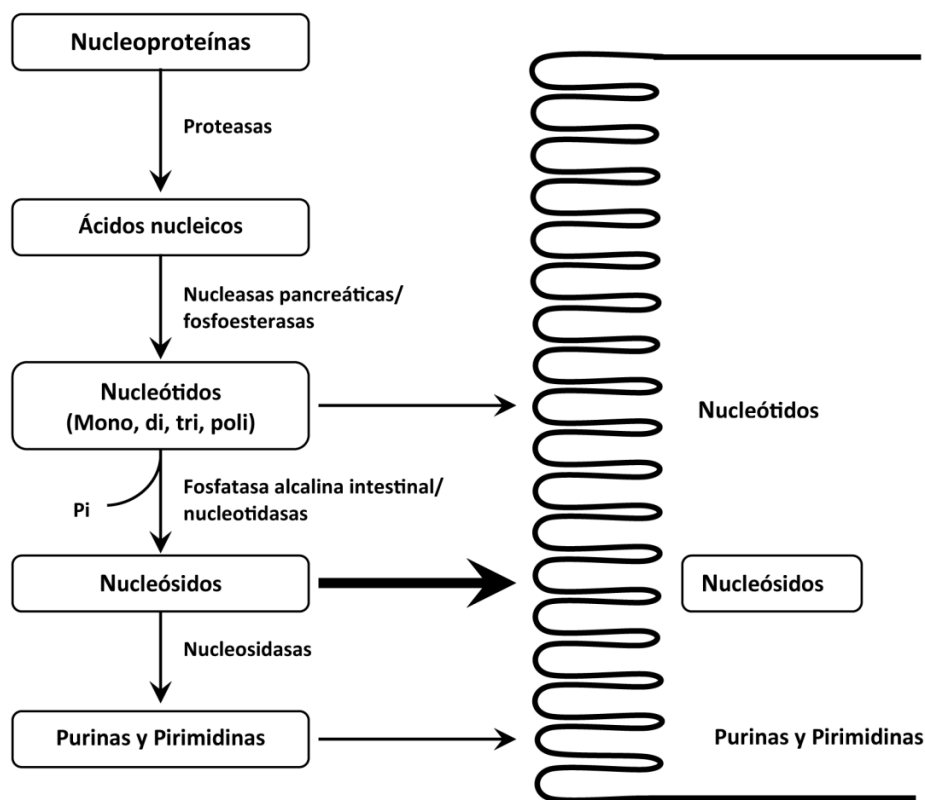 Nucleoproteínas
Proteasas
Ácidos nucleicos
Nucleasas pancreáticas/
fosfoesterasas
Nucleótidos
(Mono, di, tri, poli)
Nucleótidos
Pi
Fosfatasa alcalina intestinal/
nucleotidasas
Nucleósidos
Nucleósidos
Nucleosidasas
Purinas y Pirimidinas
Purinas y Pirimidinas